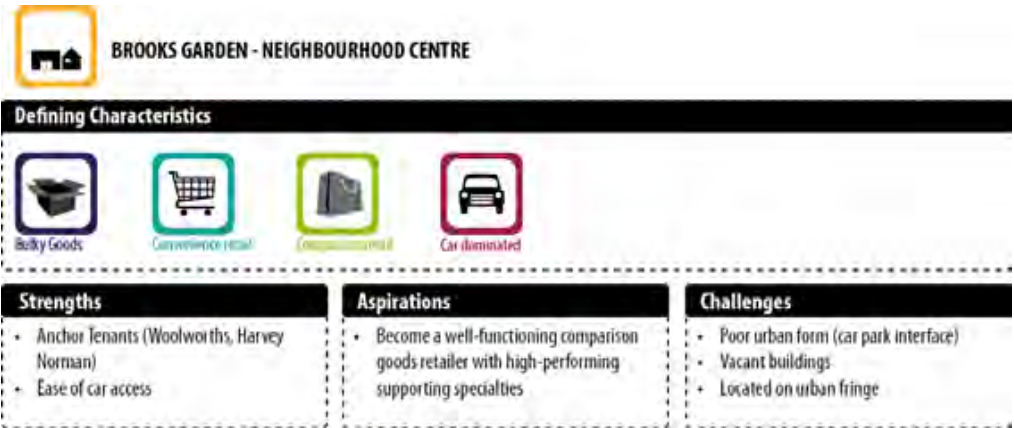 BROOKS GARDEN - NEIGHBOURHOOD CENTRE
Defining Characteristics
Bulky Goods
Convenience retail
Comparison retail
Car dominated
Strengths
• Anchor Tenants (Woolworths, Harvey
Norman)
• Ease of car access
Aspirations
• Become a well-functioning comparison
goods retailer with high-performing
supporting specialties
Challenges
• Poor urban form (car park interface)
• Vacant buildings
• Located on urban fringe